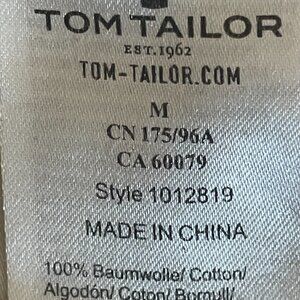 TOM TAILOR
EST.1962
TOM-TAILOR.COM
M
CN 175/96A
CA 60079
Style 1012819
MADE IN CHINA
100% Baumwolle/ Cotton/
Algodón/ Coton/ Bomull/